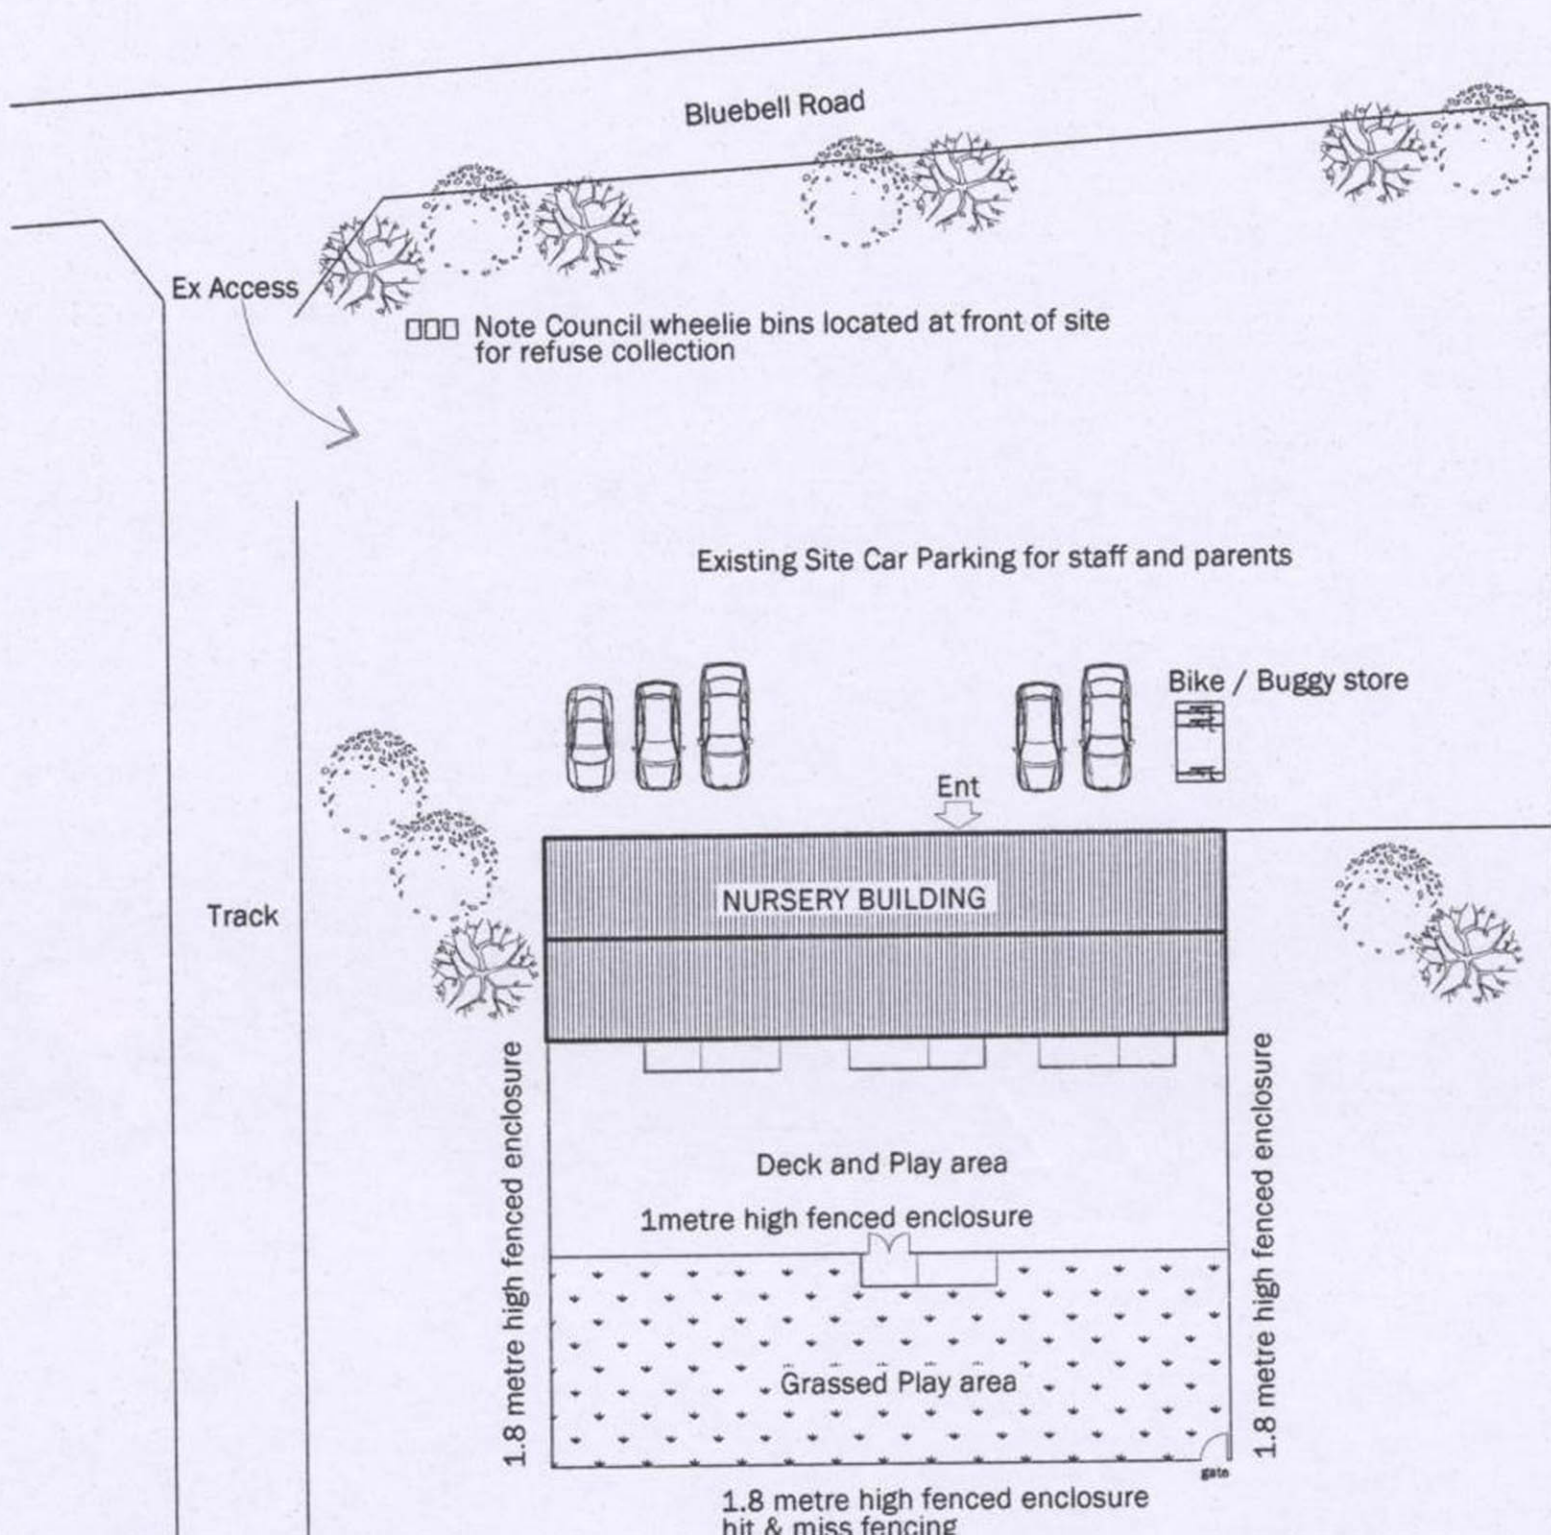 Bluebell Road
Ex Access
Note Council wheelie bins located at front of site
for refuse collection
Existing Site Car Parking for staff and parents
Bike / Buggy store
Ent
NURSERY BUILDING
Track
1.8 metre high fenced enclosure
1.8 metre high fenced enclosure
Deck and Play area
1metre high fenced enclosure
Grassed Play area
gate
1.8 metre high fenced enclosure
hit & miss fencing